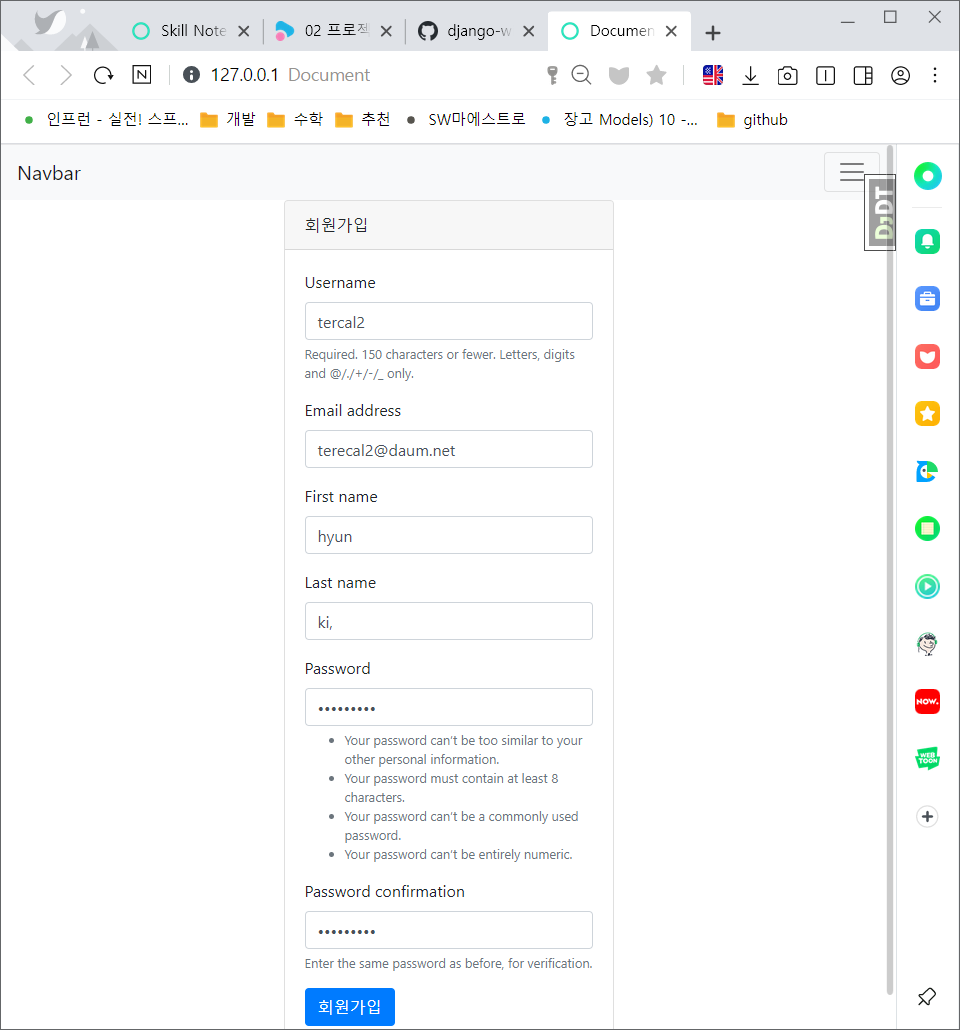 Skill Note
02 프로젝
django-w
Documen
N
127.0.0.1 Document
인프런 - 실전! 스프...
개발
수학
추천
SW마에스트로
장고 Models) 10 -...
github
Navbar
DjDT
회원가입
Username
tercal2
Required. 150 characters or fewer. Letters, digits
and @/./+/-/_ only.
Email address
terecal2@daum.net
First name
hyun
Last name
ki,
Password
•••••••••
Your password can't be too similar to your
other personal information.
Your password must contain at least 8
characters.
Your password can't be a commonly used
password.
Your password can't be entirely numeric.
Password confirmation
•••••••••
Enter the same password as before, for verification.
회원가입
NOW.
WEB
TOON